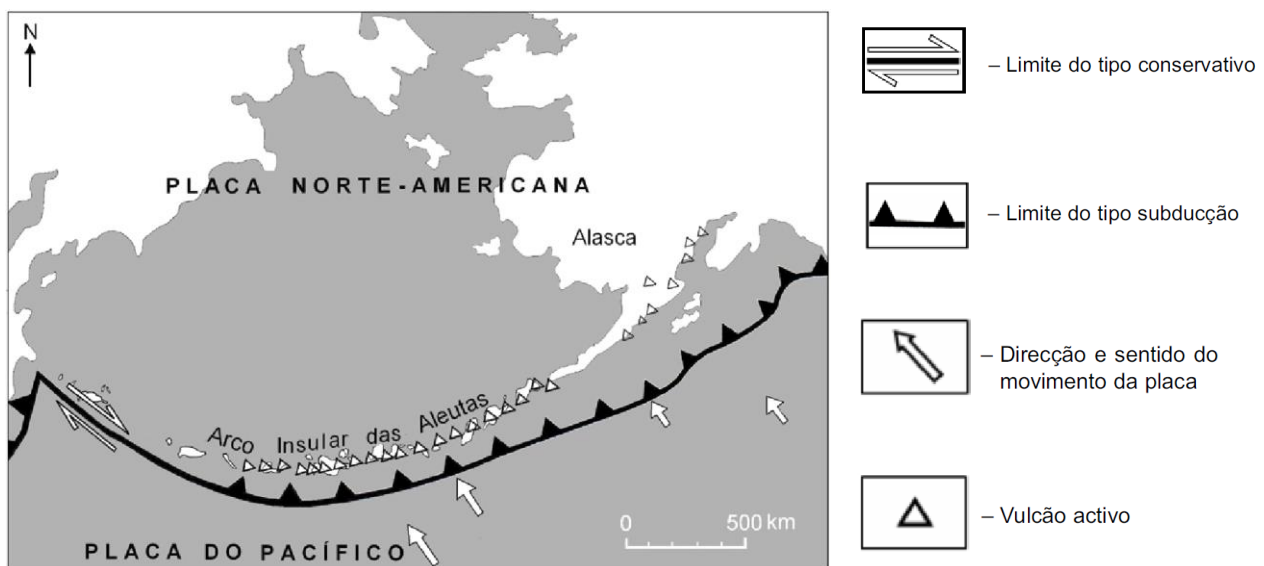 N
PLACA NORTE-AMERICANA
Alasca
Arco Insular das Aleutas
0 500 km
PLACA DO PACÍFICO
– Limite do tipo conservativo
– Limite do tipo subducção
– Direcção e sentido do
movimento da placa
– Vulcão activo